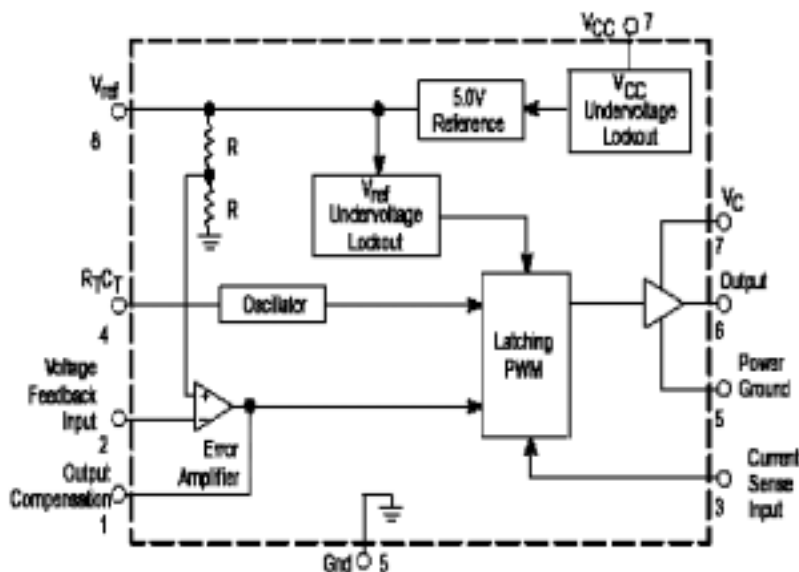 VCC 7
Vref
8
5.0V
Reference
VCC
Undervoltage
Lockout
R
R
Vref
Undervoltage
Lockout
VC
7
RTCT
4
Oscillator
Latching
PWM
Output
6
Voltage
Feedback
Input
2
+
−
Error
Amplifier
Power
Ground
5
Output
Compensation
1
Current
Sense
Input
3
Gnd 5